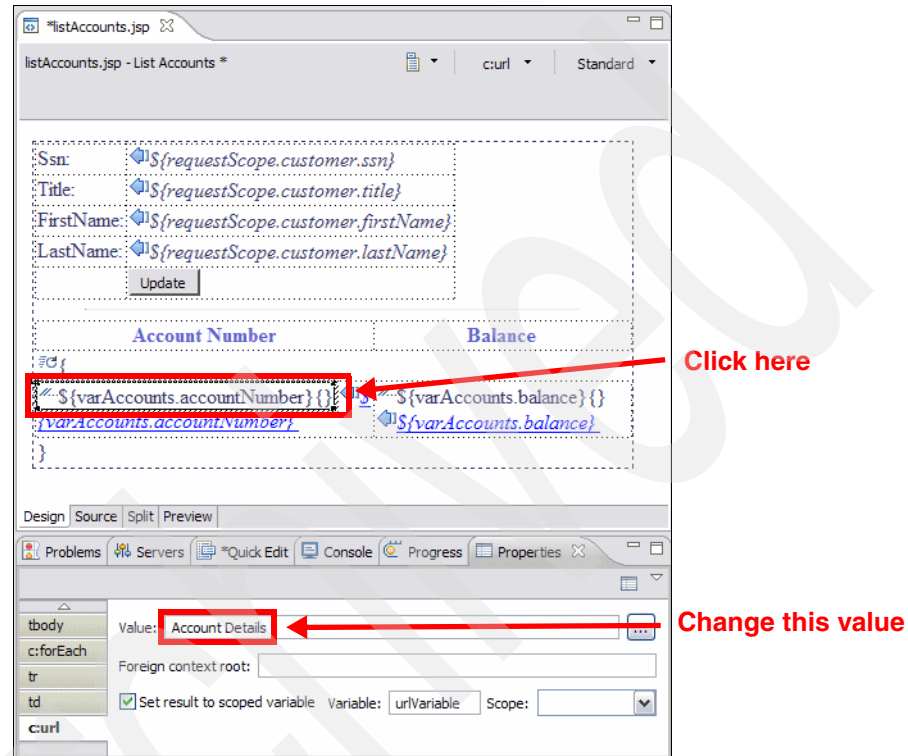 *listAccounts.jsp
listAccounts.jsp - List Accounts * c:url Standard
Ssn: ${requestScope.customer.ssn}
Title: ${requestScope.customer.title}
FirstName: ${requestScope.customer.firstName}
LastName: ${requestScope.customer.lastName}
Update
Account Number Balance
{
${varAccounts.accountNumber}{} $ ${varAccounts.balance}{}
{varAccounts.accountNumber} ${varAccounts.balance}
}
Click here
Design Source Split Preview
Problems Servers *Quick Edit Console Progress Properties
tbody Value: Account Details ...
Change this value
c:forEach Foreign context root:
tr
td Set result to scoped variable Variable: urlVariable Scope:
c:url
Archived